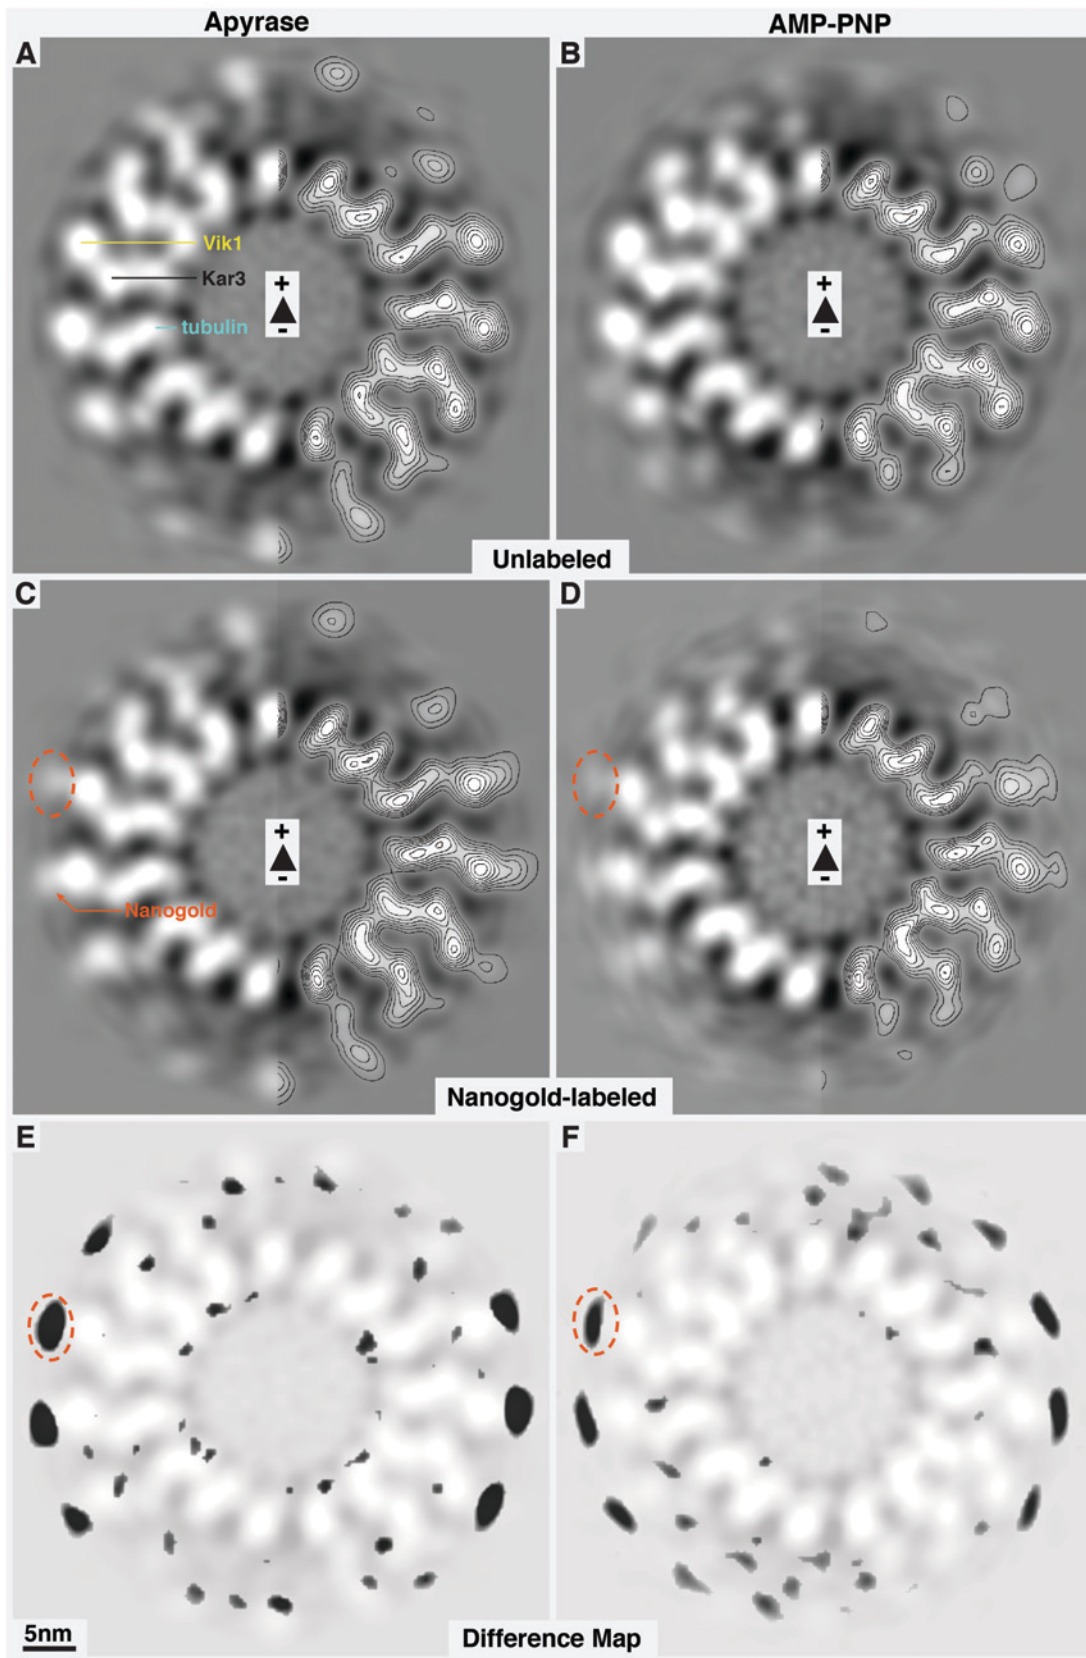 Apyrase
AMP-PNP
A
B
Vik1
Kar3
tubulin
+
-
+
-
Unlabeled
C
D
+
-
+
-
Nanogold
Nanogold-labeled
E
F
5nm
Difference Map